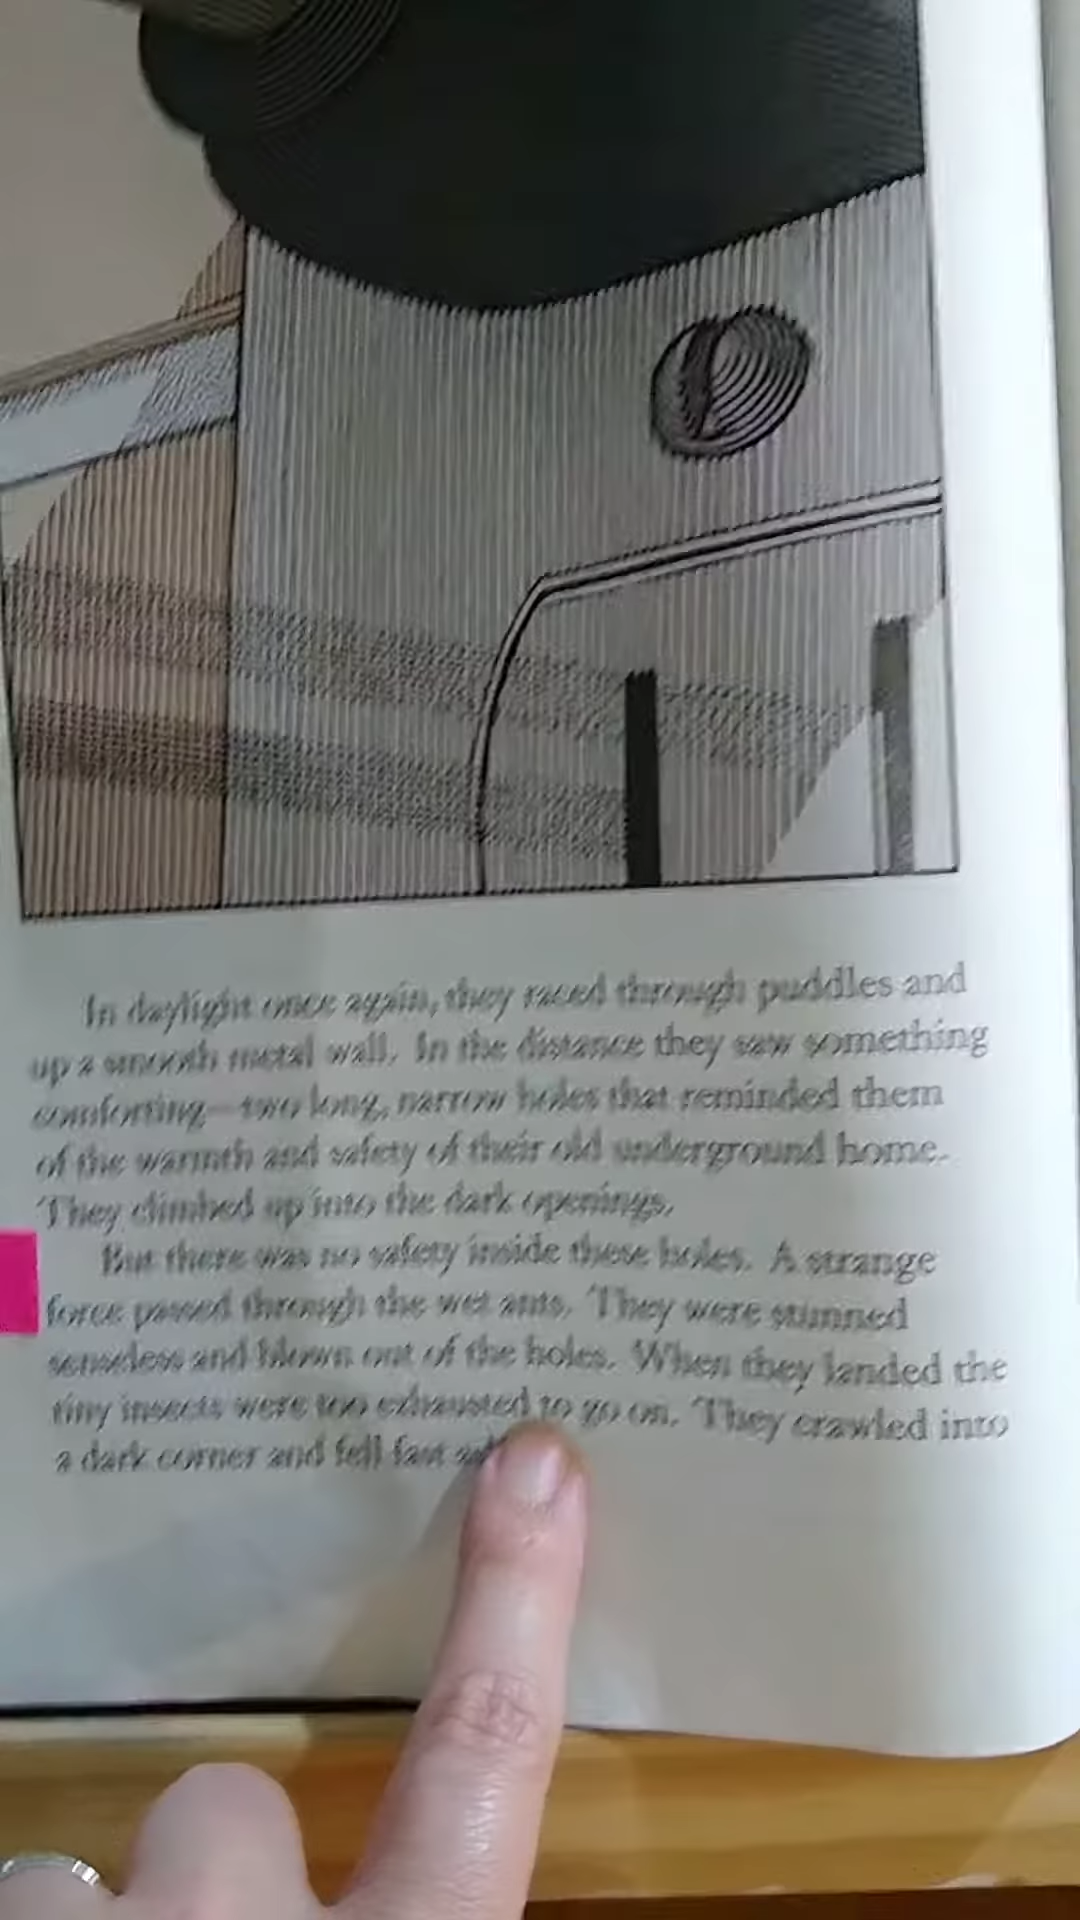 In daylight once again, they raced through puddles and
up a smooth metal wall. In the distance they saw something
comforting—two long, narrow holes that reminded them
of the warmth and safety of their old underground home.
They climbed up into the dark openings.
But there was no safety inside these holes. A strange
force passed through the wet ants. They were stunned
senseless and blown out of the holes. When they landed the
tiny insects were too exhausted to go on. They crawled into
a dark corner and fell fast